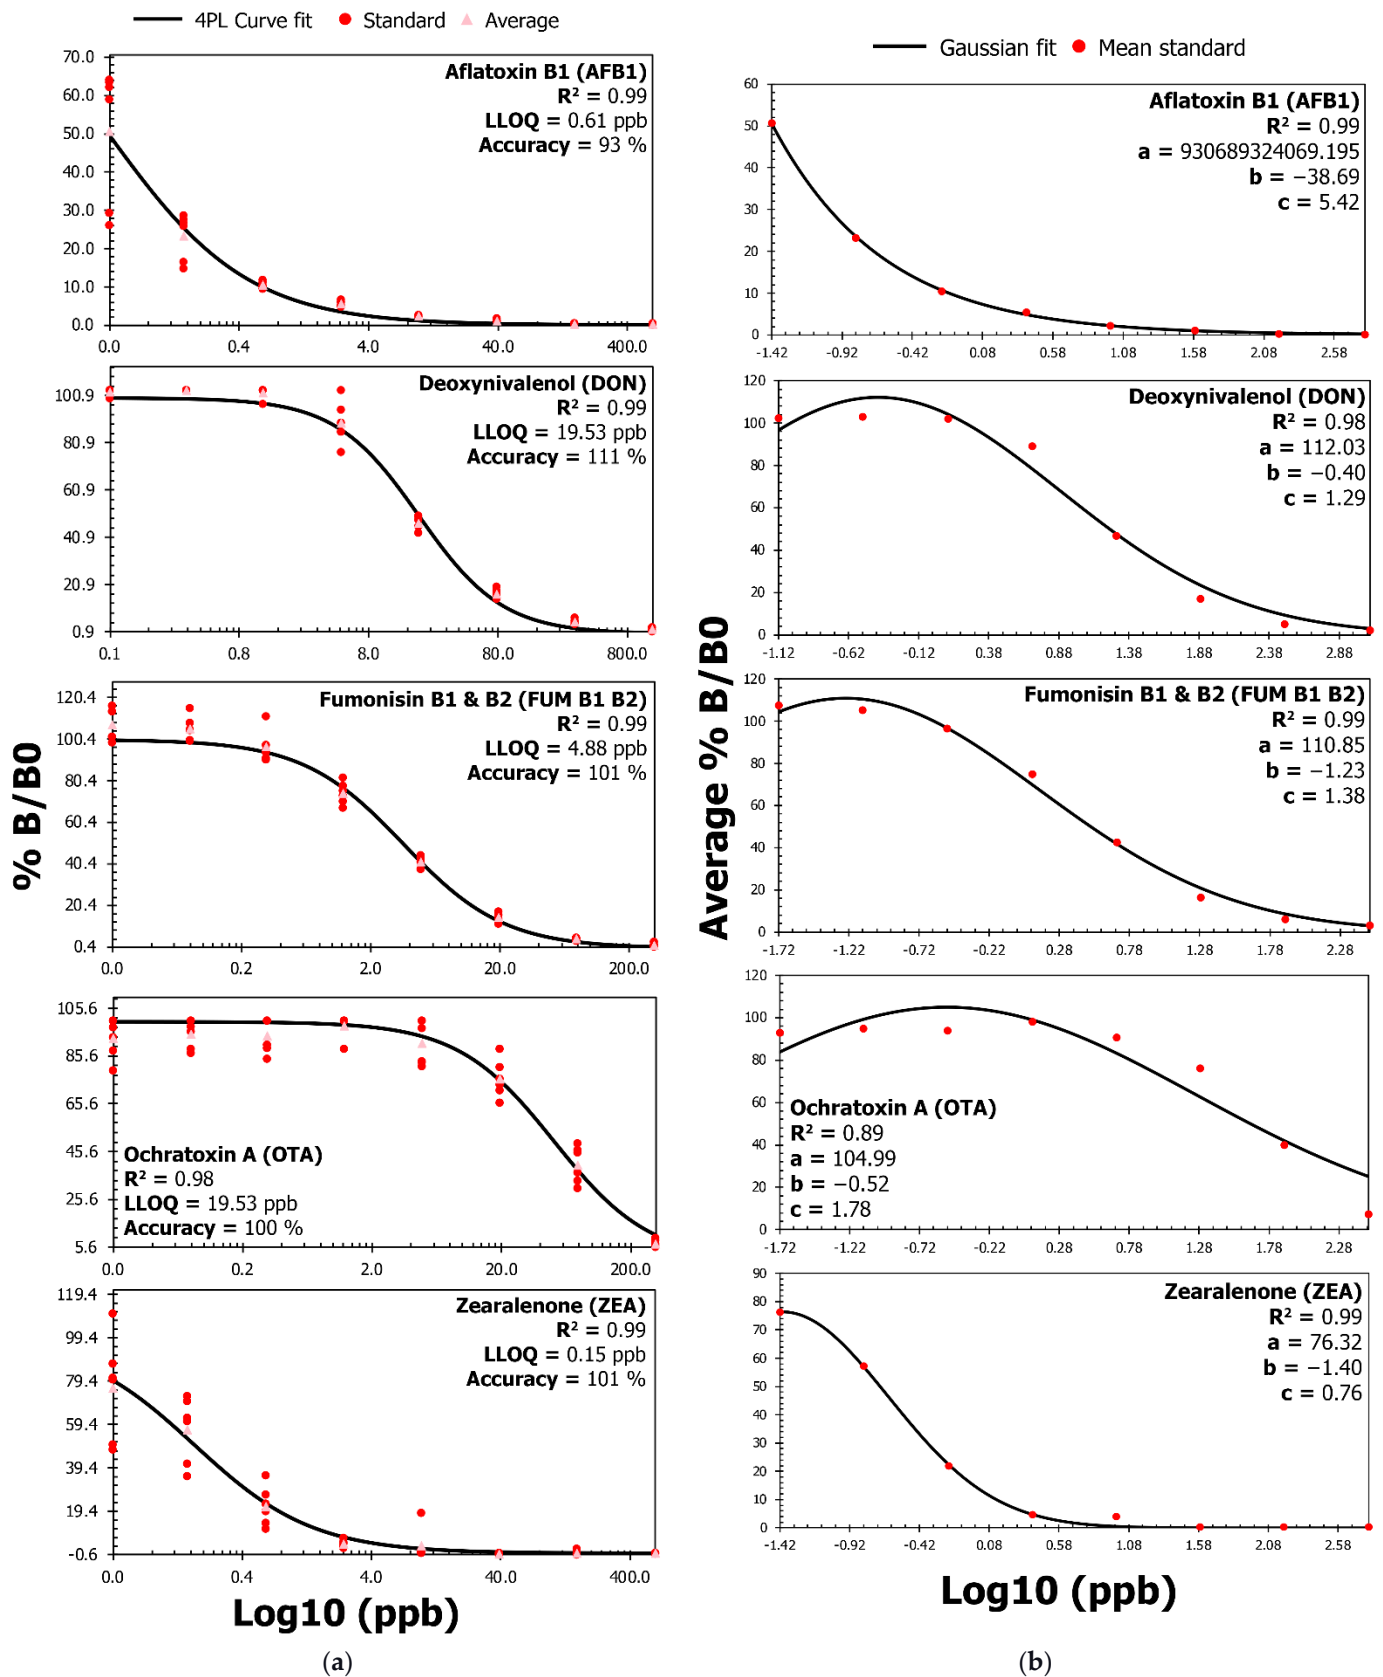 4PL Curve fit Standard Average
70.0
60.0
50.0
40.0
30.0
20.0
10.0
0.0
Aflatoxin B1 (AFB1)
R² = 0.99
LLOQ = 0.61 ppb
Accuracy = 93 %
0.0 0.4 4.0 40.0 400.0
100.9
80.9
60.9
40.9
20.9
0.9
Deoxynivalenol (DON)
R² = 0.99
LLOQ = 19.53 ppb
Accuracy = 111 %
0.1 0.8 8.0 80.0 800.0
120.4
100.4
80.4
60.4
40.4
20.4
0.4
Fumonisin B1 & B2 (FUM B1 B2)
R² = 0.99
LLOQ = 4.88 ppb
Accuracy = 101 %
0.0 0.2 2.0 20.0 200.0
105.6
85.6
65.6
45.6
25.6
5.6
Ochratoxin A (OTA)
R² = 0.98
LLOQ = 19.53 ppb
Accuracy = 100 %
0.0 0.2 2.0 20.0 200.0
119.4
99.4
79.4
59.4
39.4
19.4
-0.6
Zearalenone (ZEA)
R² = 0.99
LLOQ = 0.15 ppb
Accuracy = 101 %
0.0 0.4 4.0 40.0 400.0
% B/B0
Log10 (ppb)
(a)
Gaussian fit Mean standard
60
50
40
30
20
10
0
Aflatoxin B1 (AFB1)
R² = 0.99
a = 930689324069.195
b = −38.69
c = 5.42
-1.42 -0.92 -0.42 0.08 0.58 1.08 1.58 2.08 2.58
120
100
80
60
40
20
0
Deoxynivalenol (DON)
R² = 0.98
a = 112.03
b = −0.40
c = 1.29
-1.12 -0.62 -0.12 0.38 0.88 1.38 1.88 2.38 2.88
120
100
80
60
40
20
0
Fumonisin B1 & B2 (FUM B1 B2)
R² = 0.99
a = 110.85
b = −1.23
c = 1.38
-1.72 -1.22 -0.72 -0.22 0.28 0.78 1.28 1.78 2.28
120
100
80
60
40
20
0
Ochratoxin A (OTA)
R² = 0.89
a = 104.99
b = −0.52
c = 1.78
-1.72 -1.22 -0.72 -0.22 0.28 0.78 1.28 1.78 2.28
90
80
70
60
50
40
30
20
10
0
Zearalenone (ZEA)
R² = 0.99
a = 76.32
b = −1.40
c = 0.76
-1.42 -0.92 -0.42 0.08 0.58 1.08 1.58 2.08 2.58
Average % B/B0
Log10 (ppb)
(b)